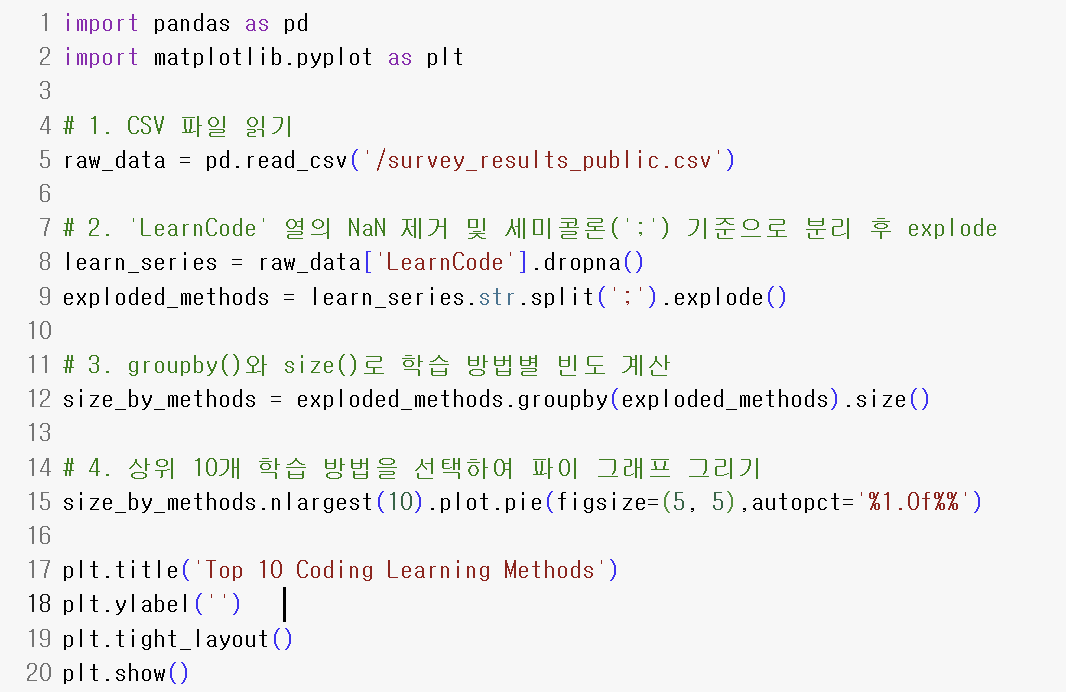 1 import pandas as pd
2 import matplotlib.pyplot as plt
3
4 # 1. CSV 파일 읽기
5 raw_data = pd.read_csv('/survey_results_public.csv')
6
7 # 2. 'LearnCode' 열의 NaN 제거 및 세미콜론(';') 기준으로 분리 후 explode
8 learn_series = raw_data['LearnCode'].dropna()
9 exploded_methods = learn_series.str.split(';').explode()
10
11 # 3. groupby()와 size()로 학습 방법별 빈도 계산
12 size_by_methods = exploded_methods.groupby(exploded_methods).size()
13
14 # 4. 상위 10개 학습 방법을 선택하여 파이 그래프 그리기
15 size_by_methods.nlargest(10).plot.pie(figsize=(5, 5),autopct='%1.0f%%')
16
17 plt.title('Top 10 Coding Learning Methods')
18 plt.ylabel('')
19 plt.tight_layout()
20 plt.show()